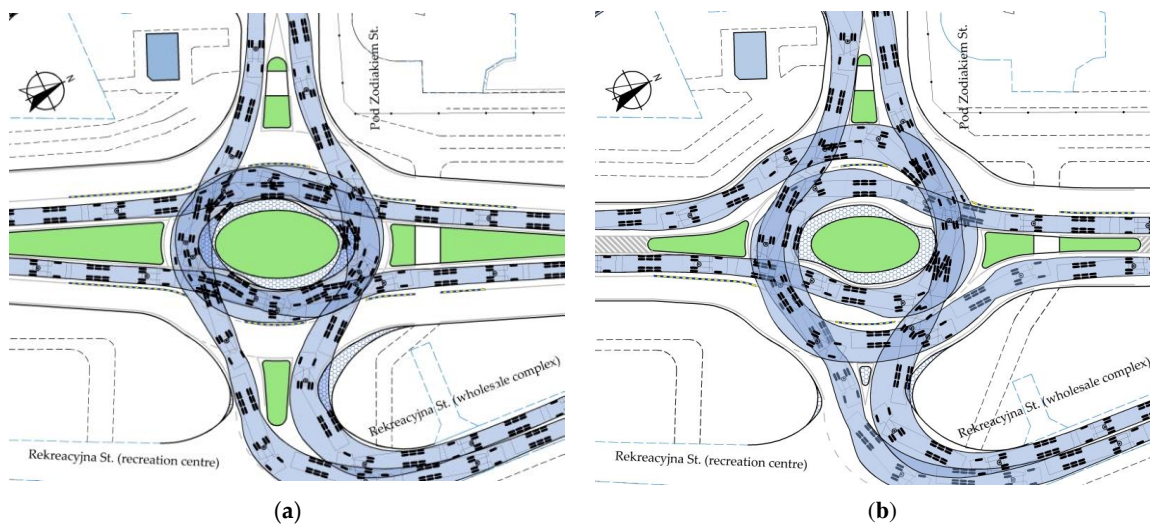 Pod Zodiakiem St.
N
Rekreacyjna St. (wholesale complex)
Rekreacyjna St. (recreation centre)
(a)
Pod Zodiakiem St.
N
Rekreacyjna St. (wholesale complex)
Rekreacyjna St. (recreation centre)
(b)